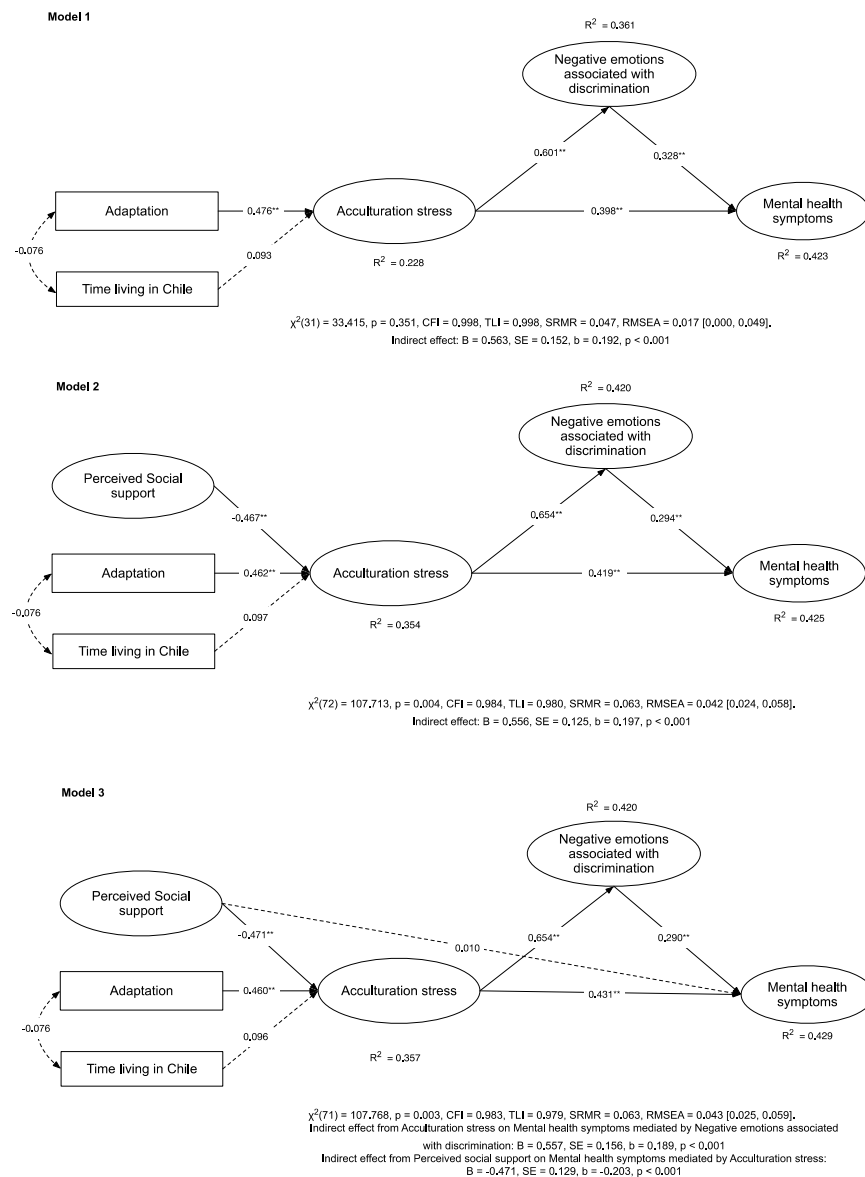 Model 1
R² = 0.361
Negative emotions
associated with
discrimination
0.601**
0.328**
Adaptation
0.476**
Acculturation stress
0.398**
Mental health
symptoms
-0.076
0.093
R² = 0.228
R² = 0.423
Time living in Chile
χ²(31) = 33.415, p = 0.351, CFI = 0.998, TLI = 0.998, SRMR = 0.047, RMSEA = 0.017 [0.000, 0.049].
Indirect effect: B = 0.563, SE = 0.152, b = 0.192, p < 0.001
Model 2
R² = 0.420
Negative emotions
associated with
discrimination
Perceived Social
support
-0.467**
0.654**
0.294**
Adaptation
0.462**
Acculturation stress
0.419**
Mental health
symptoms
-0.076
0.097
R² = 0.354
R² = 0.425
Time living in Chile
χ²(72) = 107.713, p = 0.004, CFI = 0.984, TLI = 0.980, SRMR = 0.063, RMSEA = 0.042 [0.024, 0.058].
Indirect effect: B = 0.556, SE = 0.125, b = 0.197, p < 0.001
Model 3
R² = 0.420
Negative emotions
associated with
discrimination
Perceived Social
support
-0.471**
0.010
0.654**
0.290**
Adaptation
0.460**
Acculturation stress
0.431**
Mental health
symptoms
-0.076
0.096
R² = 0.357
R² = 0.429
Time living in Chile
χ²(71) = 107.768, p = 0.003, CFI = 0.983, TLI = 0.979, SRMR = 0.063, RMSEA = 0.043 [0.025, 0.059].
Indirect effect from Acculturation stress on Mental health symptoms mediated by Negative emotions associated
with discrimination: B = 0.557, SE = 0.156, b = 0.189, p < 0.001
Indirect effect from Perceived social support on Mental health symptoms mediated by Acculturation stress:
B = -0.471, SE = 0.129, b = -0.203, p < 0.001